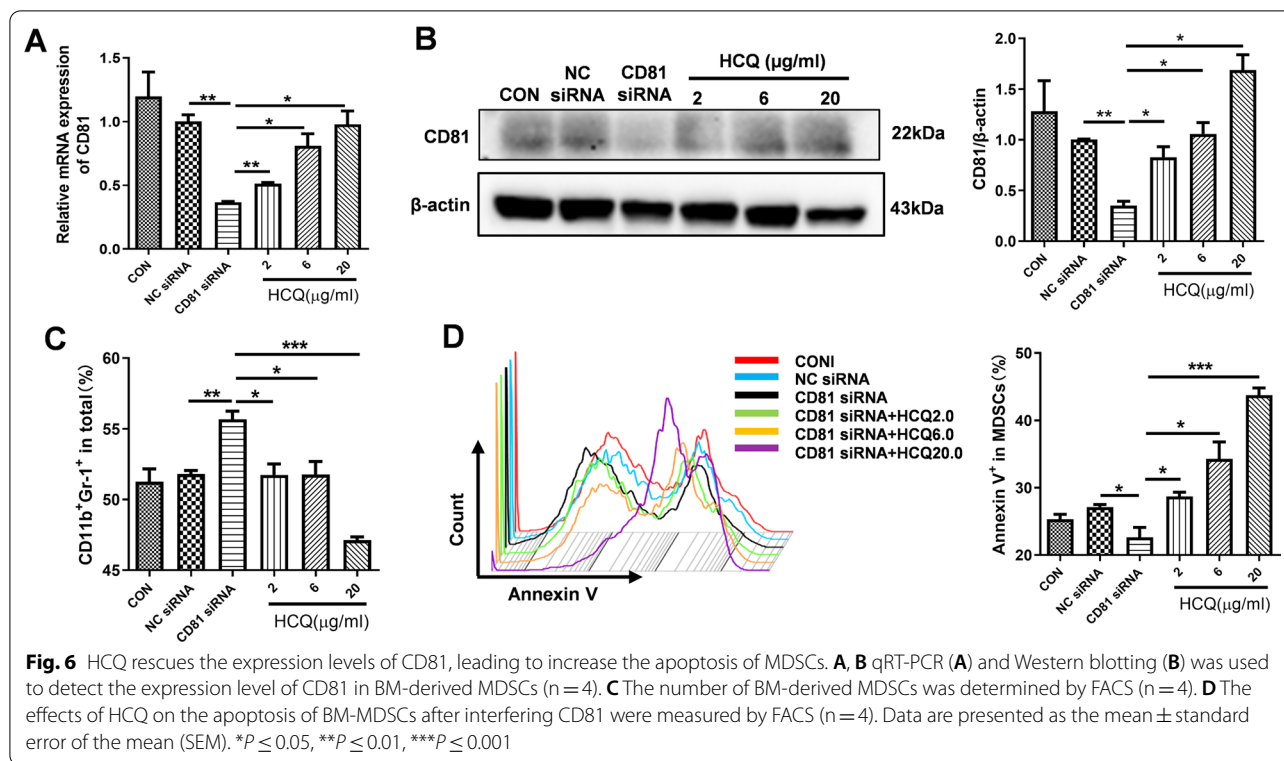 A
Relative mRNA expression
of CD81
1.5
1.0
0.5
0.0
**
*
*
**
CON
NC siRNA
CD81 siRNA
2
6
20
HCQ(μg/ml)
B
CON
NC
siRNA
CD81
siRNA
HCQ (μg/ml)
2
6
20
CD81
22kDa
β-actin
43kDa
CD81/β-actin
2.0
1.5
1.0
0.5
0.0
*
*
**
*
CON
NC siRNA
CD81 siRNA
2
6
20
HCQ(μg/ml)
C
CD11b+Gr-1+ in total (%)
60
55
50
45
***
*
**
*
CON
NC siRNA
CD81 siRNA
2
6
20
HCQ(μg/ml)
D
Count
Annexin V
CONI
NC siRNA
CD81 siRNA
CD81 siRNA+HCQ2.0
CD81 siRNA+HCQ6.0
CD81 siRNA+HCQ20.0
Annexin V+ in MDSCs (%)
50
40
30
20
***
*
*
*
CON
NC siRNA
CD81 siRNA
2
6
20
HCQ(μg/ml)
Fig. 6 HCQ rescues the expression levels of CD81, leading to increase the apoptosis of MDSCs. A, B qRT-PCR (A) and Western blotting (B) was used
to detect the expression level of CD81 in BM-derived MDSCs (n = 4). C The number of BM-derived MDSCs was determined by FACS (n = 4). D The
effects of HCQ on the apoptosis of BM-MDSCs after interfering CD81 were measured by FACS (n = 4). Data are presented as the mean ± standard
error of the mean (SEM). *P ≤ 0.05, **P ≤ 0.01, ***P ≤ 0.001